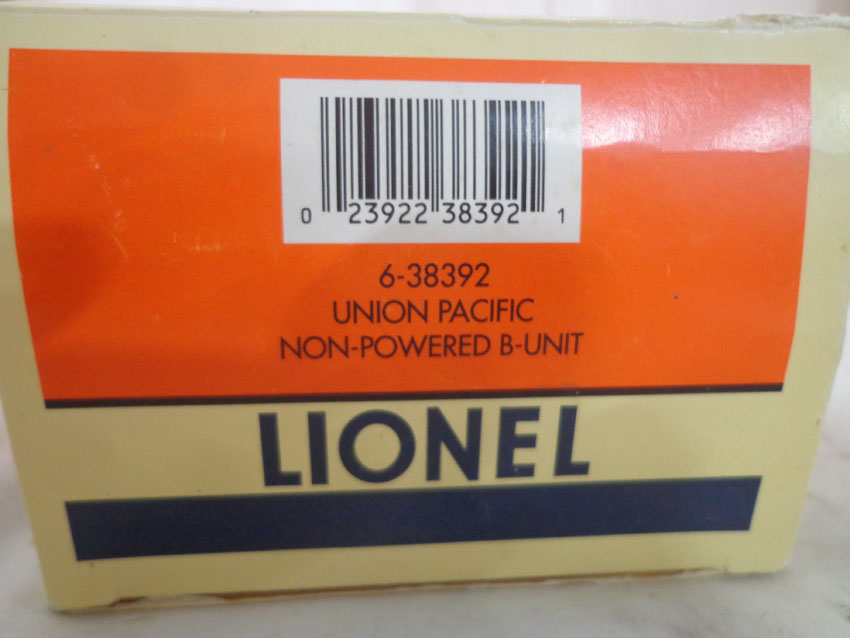 0 23922 38392 1
6-38392
UNION PACIFIC
NON-POWERED B-UNIT
LIONEL